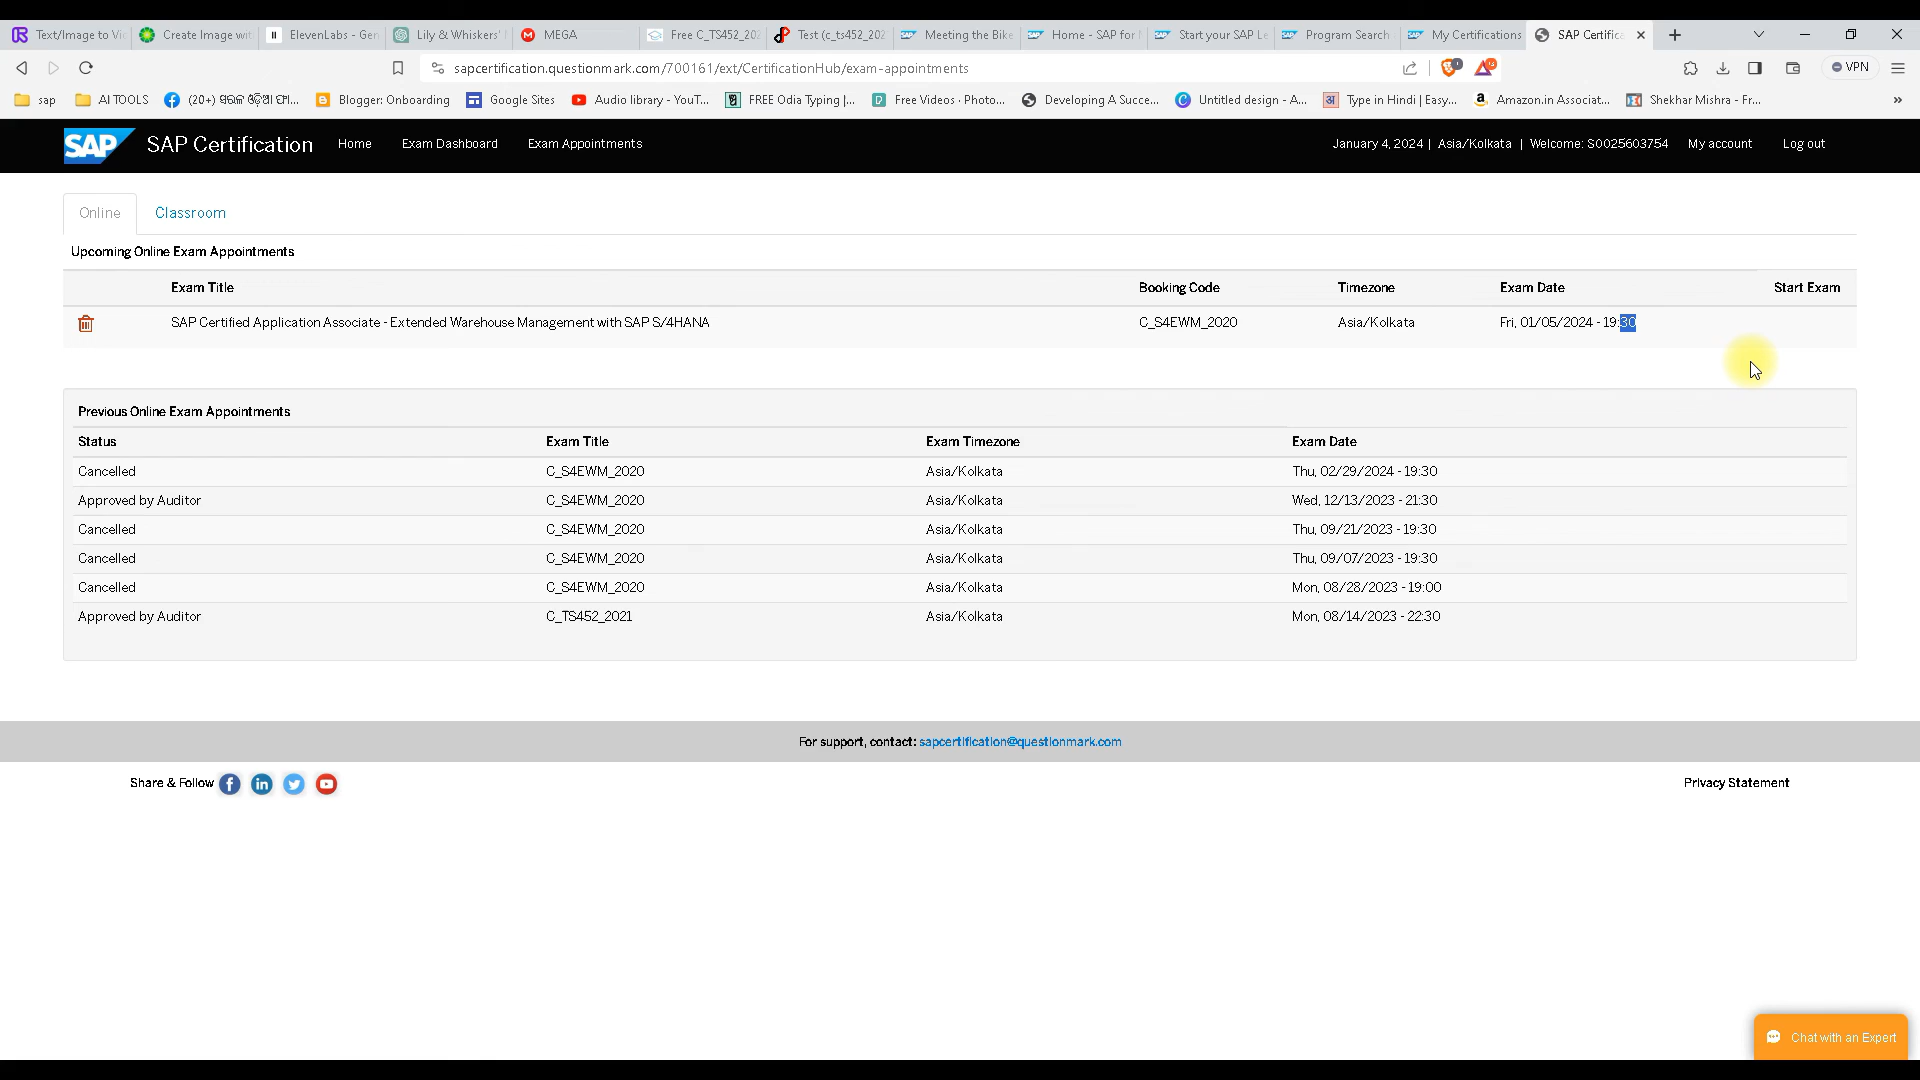 Text/Image to Vi
Create Image wit
ElevenLabs - Gen
Lily & Whiskers'
MEGA
Free C_TS452_202
Test (c_ts452_202
Meeting the Bike
Home - SAP for
Start your SAP Le
Program Search
My Certifications
SAP Certifica
sapcertification.questionmark.com/700161/ext/CertificationHub/exam-appointments
VPN
sap
AI TOOLS
(20+)
Blogger: Onboarding
Google Sites
Audio library - YouT...
FREE Odia Typing |...
Free Videos · Photo...
Developing A Succe...
Untitled design - A...
Type in Hindi | Easy...
Amazon.in Associat...
Shekhar Mishra - Fr...
SAP
SAP Certification
Home
Exam Dashboard
Exam Appointments
January 4, 2024 | Asia/Kolkata | Welcome: S0025603754
My account
Log out
Online
Classroom
Upcoming Online Exam Appointments
Exam Title Booking Code Timezone Exam Date Start Exam
SAP Certified Application Associate - Extended Warehouse Management with SAP S/4HANA C_S4EWM_2020 Asia/Kolkata Fri, 01/05/2024 - 19:30
Previous Online Exam Appointments
Status Exam Title Exam Timezone Exam Date
Cancelled C_S4EWM_2020 Asia/Kolkata Thu, 02/29/2024 - 19:30
Approved by Auditor C_S4EWM_2020 Asia/Kolkata Wed, 12/13/2023 - 21:30
Cancelled C_S4EWM_2020 Asia/Kolkata Thu, 09/21/2023 - 19:30
Cancelled C_S4EWM_2020 Asia/Kolkata Thu, 09/07/2023 - 19:30
Cancelled C_S4EWM_2020 Asia/Kolkata Mon, 08/28/2023 - 19:00
Approved by Auditor C_TS452_2021 Asia/Kolkata Mon, 08/14/2023 - 22:30
For support, contact: sapcertification@questionmark.com
Share & Follow
Privacy Statement
Chat with an Expert